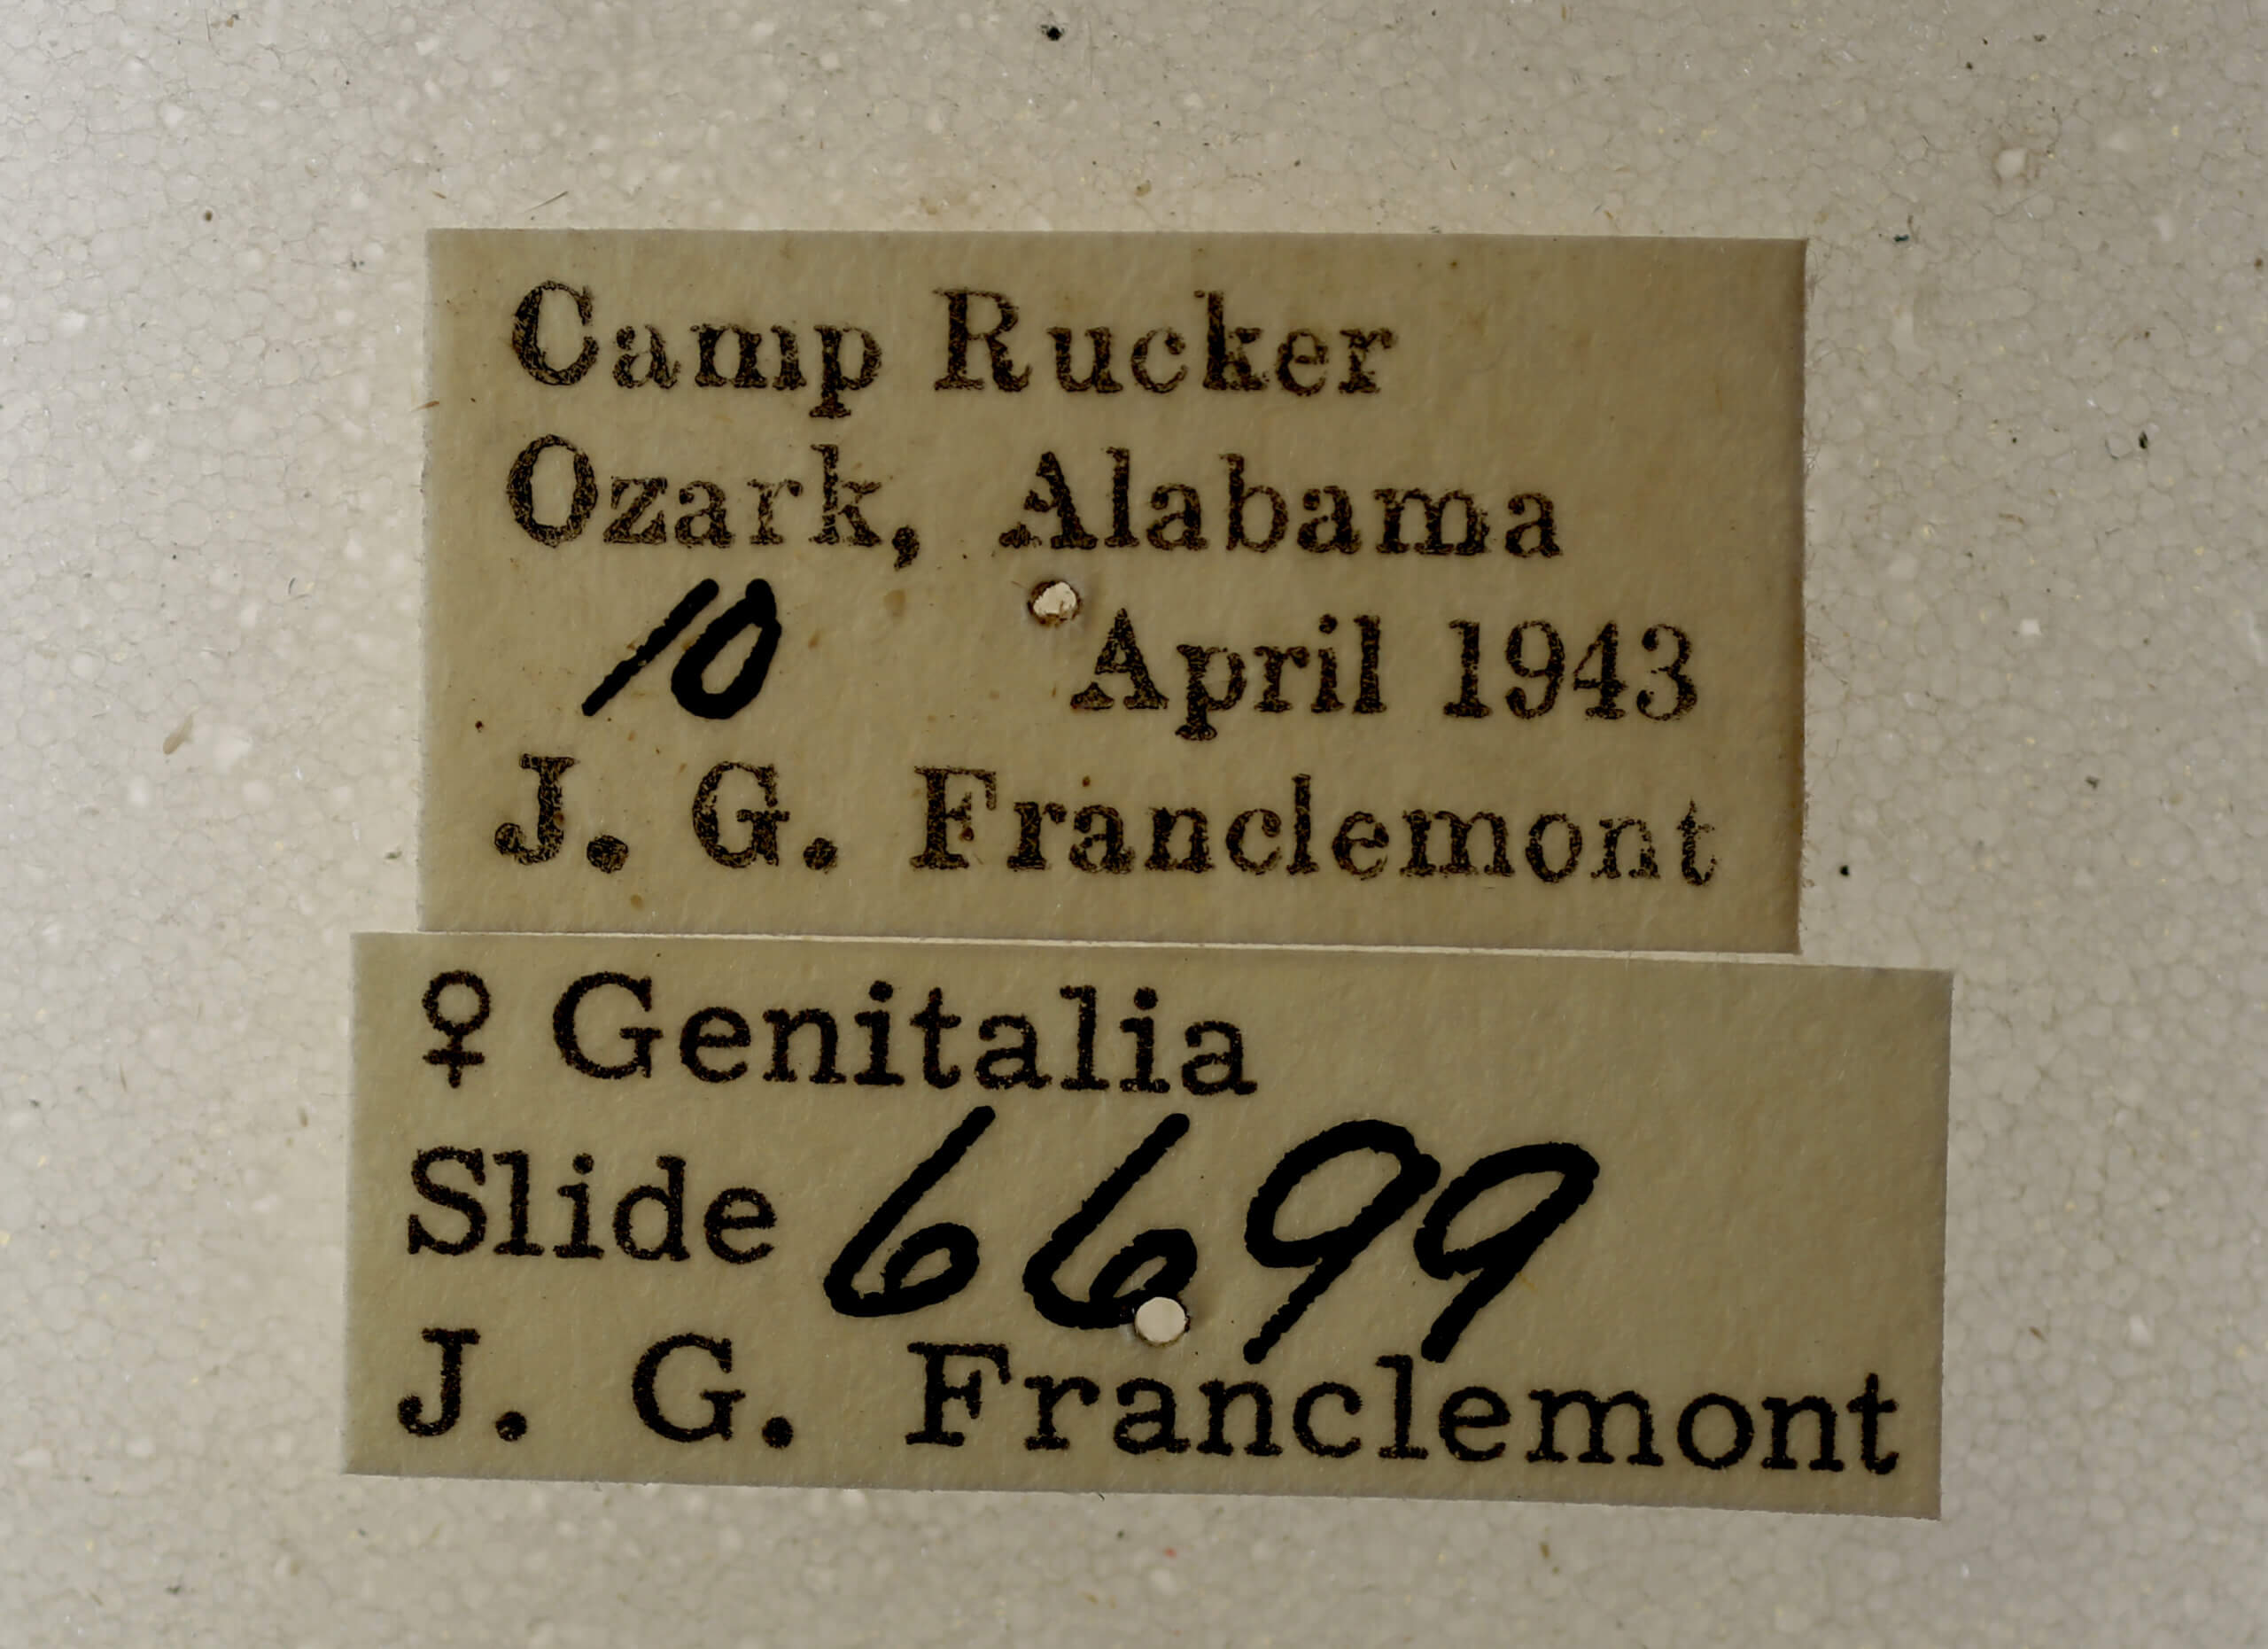 Camp Rucker
Ozark, Alabama
10 April 1943
J. G. Franclemont
♀ Genitalia
Slide 6699
J. G. Franclemont